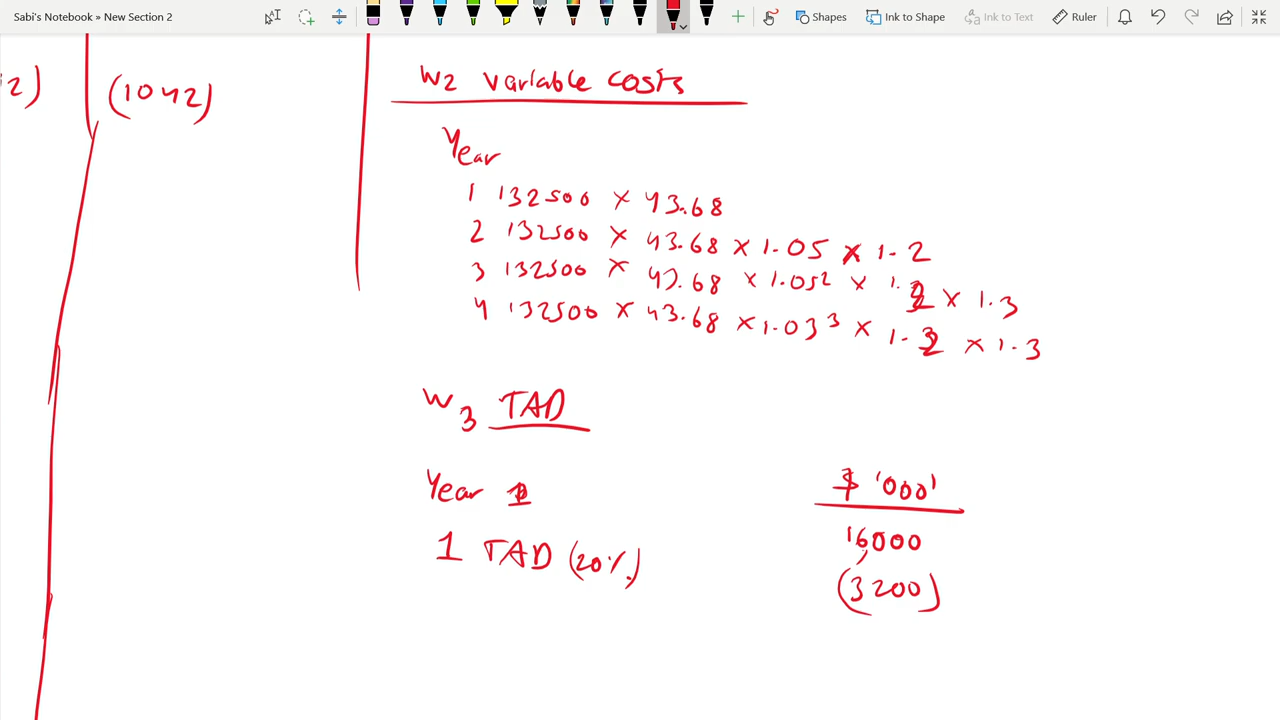 Sabi's Notebook » New Section 2
Shapes
Ink to Shape
Ink to Text
Ruler
2)
(1042)
W2 Variable costs
Year
1 132500 × 43.68
2 132500 × 43.68 × 1.05 × 1.2
3 132500 × 43.68 × 1.05² × 1.2 × 1.3
4 132500 × 43.68 × 1.03³ × 1.2 × 1.3
W3 TAD
Year
$ '000'
16,000
1 TAD (20%)
(3200)